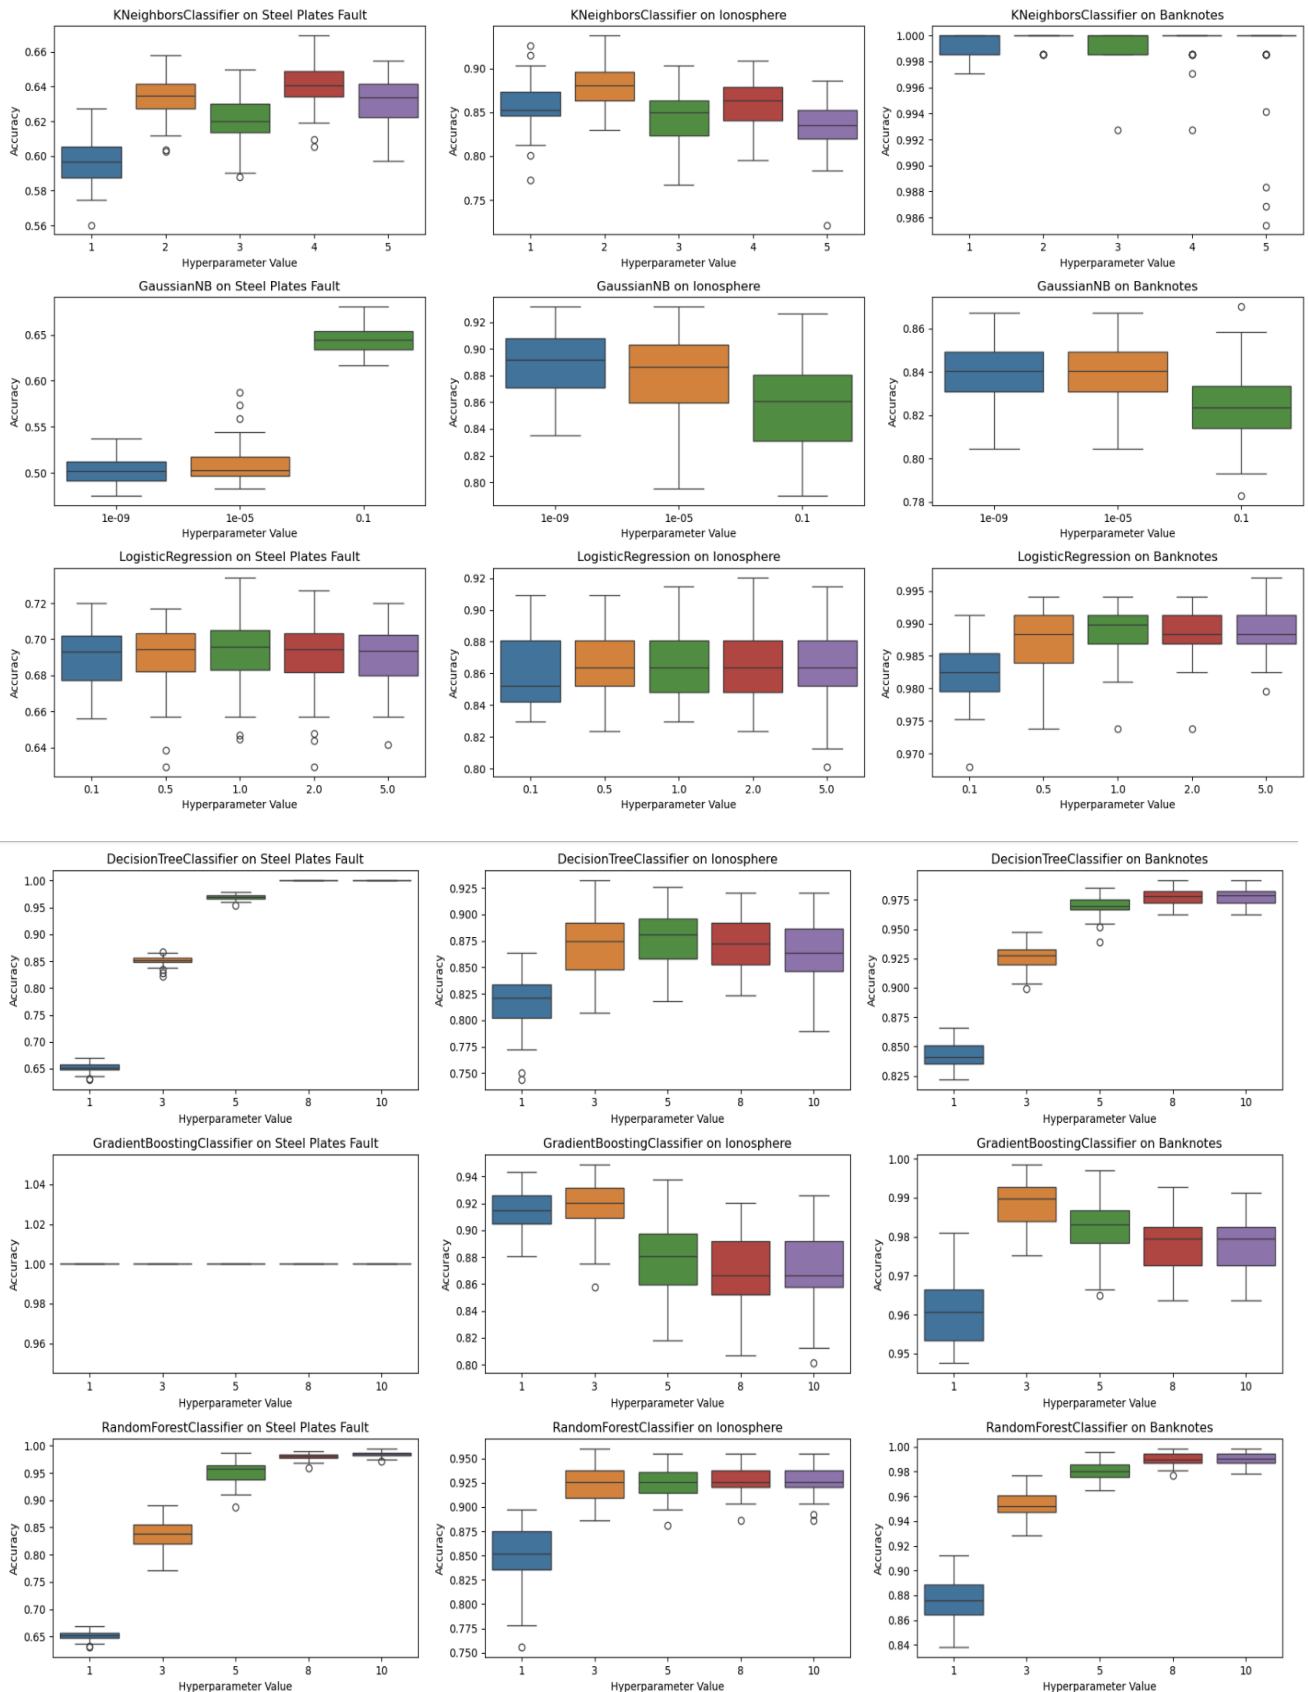 KNeighborsClassifier on Steel Plates Fault
Accuracy
0.66
0.64
0.62
0.60
0.58
0.56
1 2 3 4 5
Hyperparameter Value
KNeighborsClassifier on Ionosphere
Accuracy
0.90
0.85
0.80
0.75
1 2 3 4 5
Hyperparameter Value
KNeighborsClassifier on Banknotes
Accuracy
1.000
0.998
0.996
0.994
0.992
0.990
0.988
0.986
1 2 3 4 5
Hyperparameter Value
GaussianNB on Steel Plates Fault
Accuracy
0.65
0.60
0.55
0.50
1e-09 1e-05 0.1
Hyperparameter Value
GaussianNB on Ionosphere
Accuracy
0.92
0.90
0.88
0.86
0.84
0.82
0.80
1e-09 1e-05 0.1
Hyperparameter Value
GaussianNB on Banknotes
Accuracy
0.86
0.84
0.82
0.80
0.78
1e-09 1e-05 0.1
Hyperparameter Value
LogisticRegression on Steel Plates Fault
Accuracy
0.72
0.70
0.68
0.66
0.64
0.1 0.5 1.0 2.0 5.0
Hyperparameter Value
LogisticRegression on Ionosphere
Accuracy
0.92
0.90
0.88
0.86
0.84
0.82
0.80
0.1 0.5 1.0 2.0 5.0
Hyperparameter Value
LogisticRegression on Banknotes
Accuracy
0.995
0.990
0.985
0.980
0.975
0.970
0.1 0.5 1.0 2.0 5.0
Hyperparameter Value
DecisionTreeClassifier on Steel Plates Fault
Accuracy
1.00
0.95
0.90
0.85
0.80
0.75
0.70
0.65
1 3 5 8 10
Hyperparameter Value
DecisionTreeClassifier on Ionosphere
Accuracy
0.925
0.900
0.875
0.850
0.825
0.800
0.775
0.750
1 3 5 8 10
Hyperparameter Value
DecisionTreeClassifier on Banknotes
Accuracy
0.975
0.950
0.925
0.900
0.875
0.850
0.825
1 3 5 8 10
Hyperparameter Value
GradientBoostingClassifier on Steel Plates Fault
Accuracy
1.04
1.02
1.00
0.98
0.96
1 3 5 8 10
Hyperparameter Value
GradientBoostingClassifier on Ionosphere
Accuracy
0.94
0.92
0.90
0.88
0.86
0.84
0.82
0.80
1 3 5 8 10
Hyperparameter Value
GradientBoostingClassifier on Banknotes
Accuracy
1.00
0.99
0.98
0.97
0.96
0.95
1 3 5 8 10
Hyperparameter Value
RandomForestClassifier on Steel Plates Fault
Accuracy
1.00
0.95
0.90
0.85
0.80
0.75
0.70
0.65
1 3 5 8 10
Hyperparameter Value
RandomForestClassifier on Ionosphere
Accuracy
0.950
0.925
0.900
0.875
0.850
0.825
0.800
0.775
0.750
1 3 5 8 10
Hyperparameter Value
RandomForestClassifier on Banknotes
Accuracy
1.00
0.98
0.96
0.94
0.92
0.90
0.88
0.86
0.84
1 3 5 8 10
Hyperparameter Value